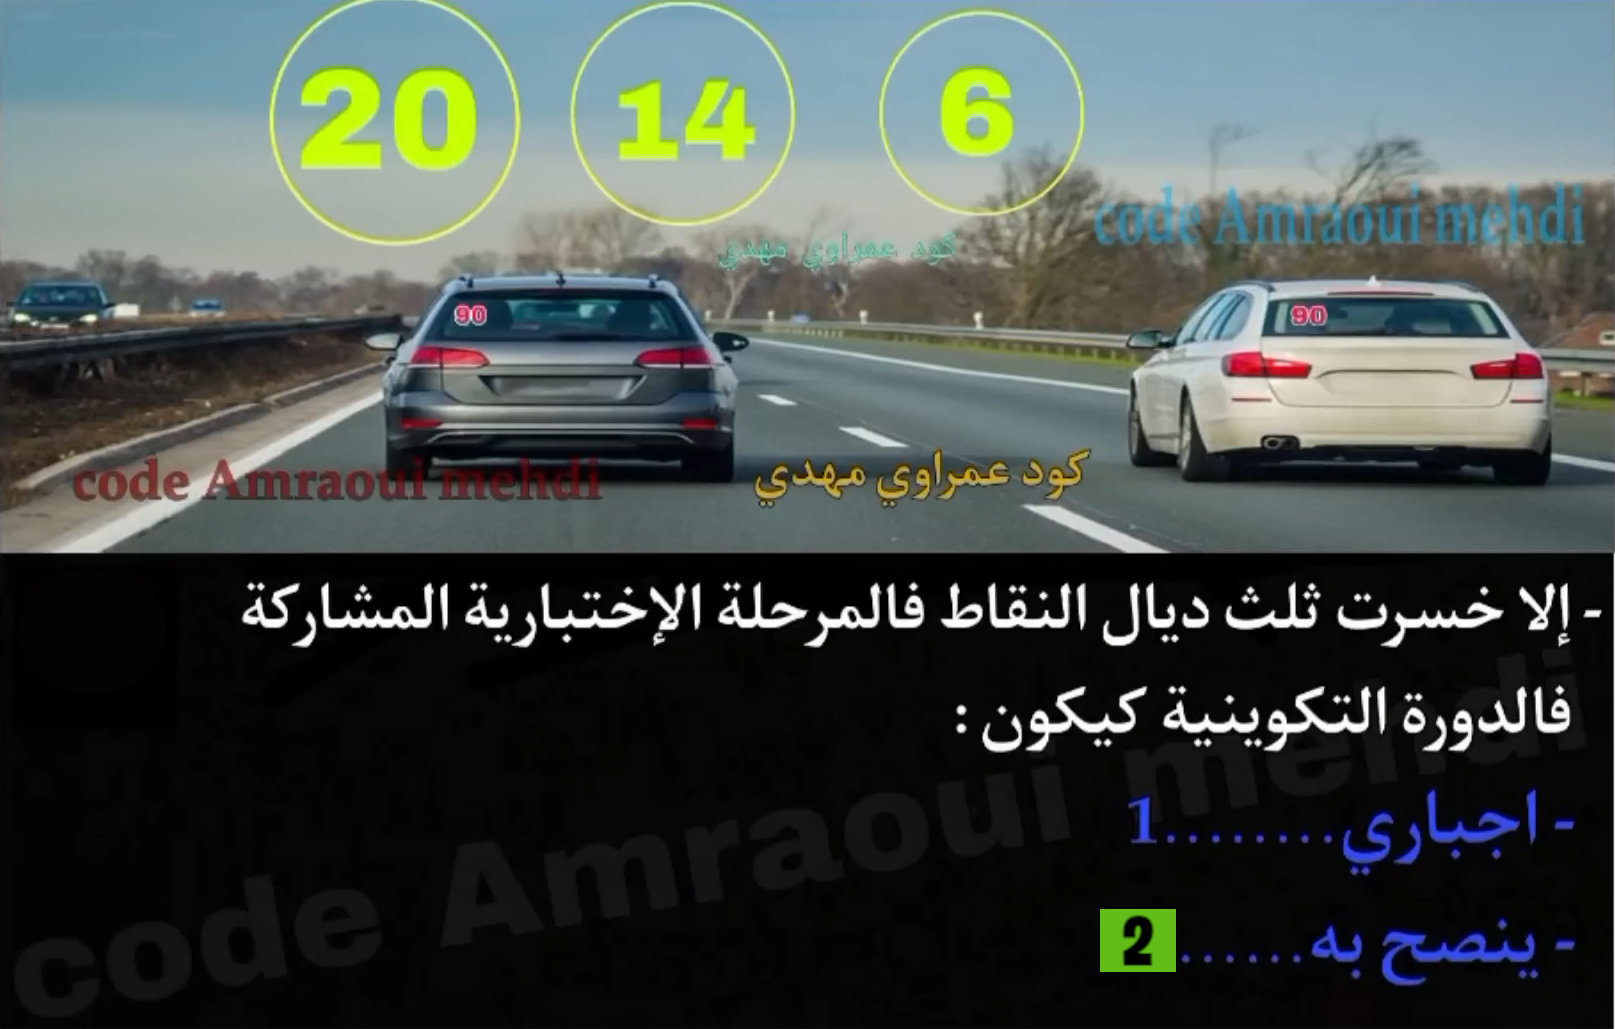 20 14 6
code Amraoui mehdi
كود عمراوي مهدي
90 90
code Amraoui mehdi
كود عمراوي مهدي
- إلا خسرت ثلث ديال النقاط فالمرحلة الإختبارية المشاركة
فالدورة التكوينية كيكون :
- اجباري........1
- ينصح به......2
code Amraoui mehdi